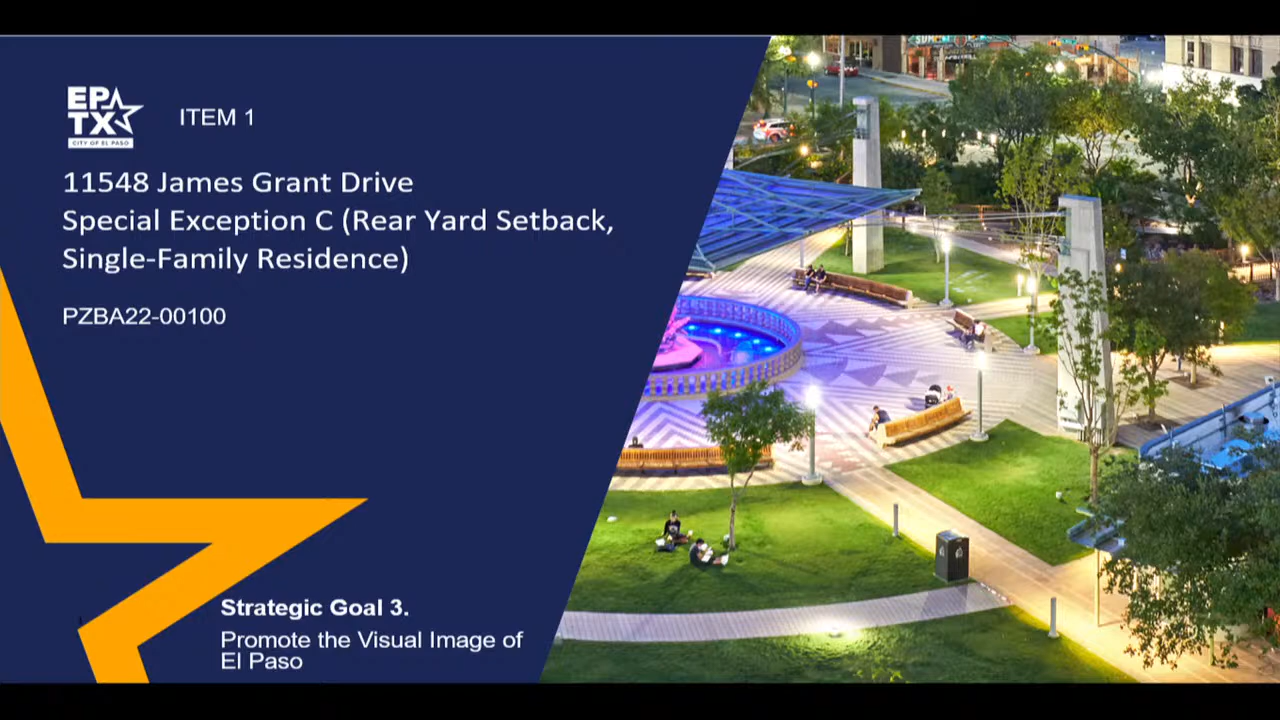 EP
TX
CITY OF EL PASO
ITEM 1
11548 James Grant Drive
Special Exception C (Rear Yard Setback,
Single-Family Residence)
PZBA22-00100
Strategic Goal 3.
Promote the Visual Image of
El Paso